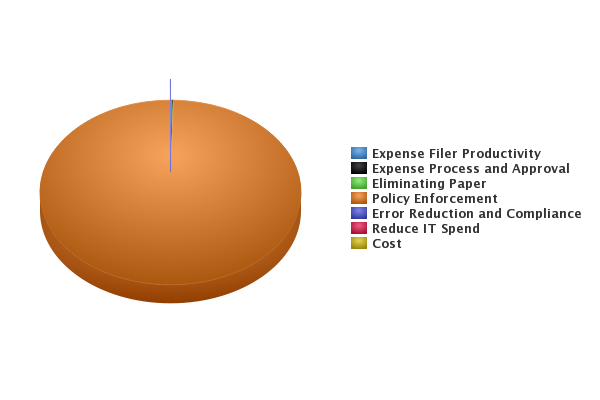 Expense Filer Productivity
Expense Process and Approval
Eliminating Paper
Policy Enforcement
Error Reduction and Compliance
Reduce IT Spend
Cost